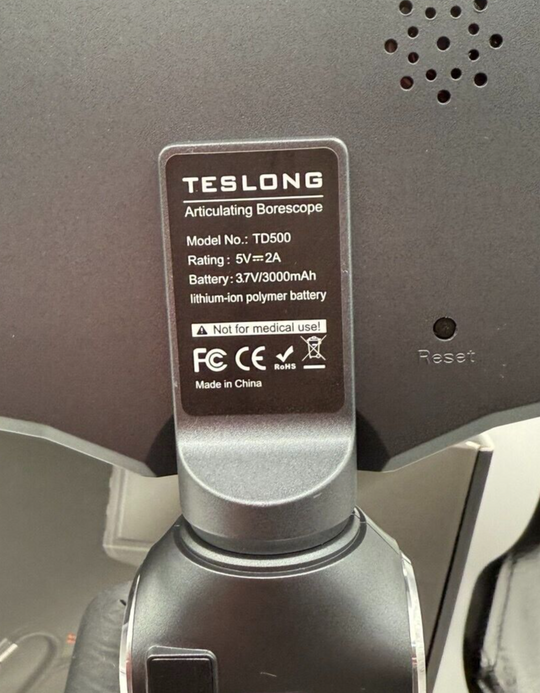 TESLONG
Articulating Borescope
Model No.: TD500
Rating: 5V⎓2A
Battery: 3.7V/3000mAh
lithium-ion polymer battery
⚠ Not for medical use!
FC CE RoHS
Made in China
Reset